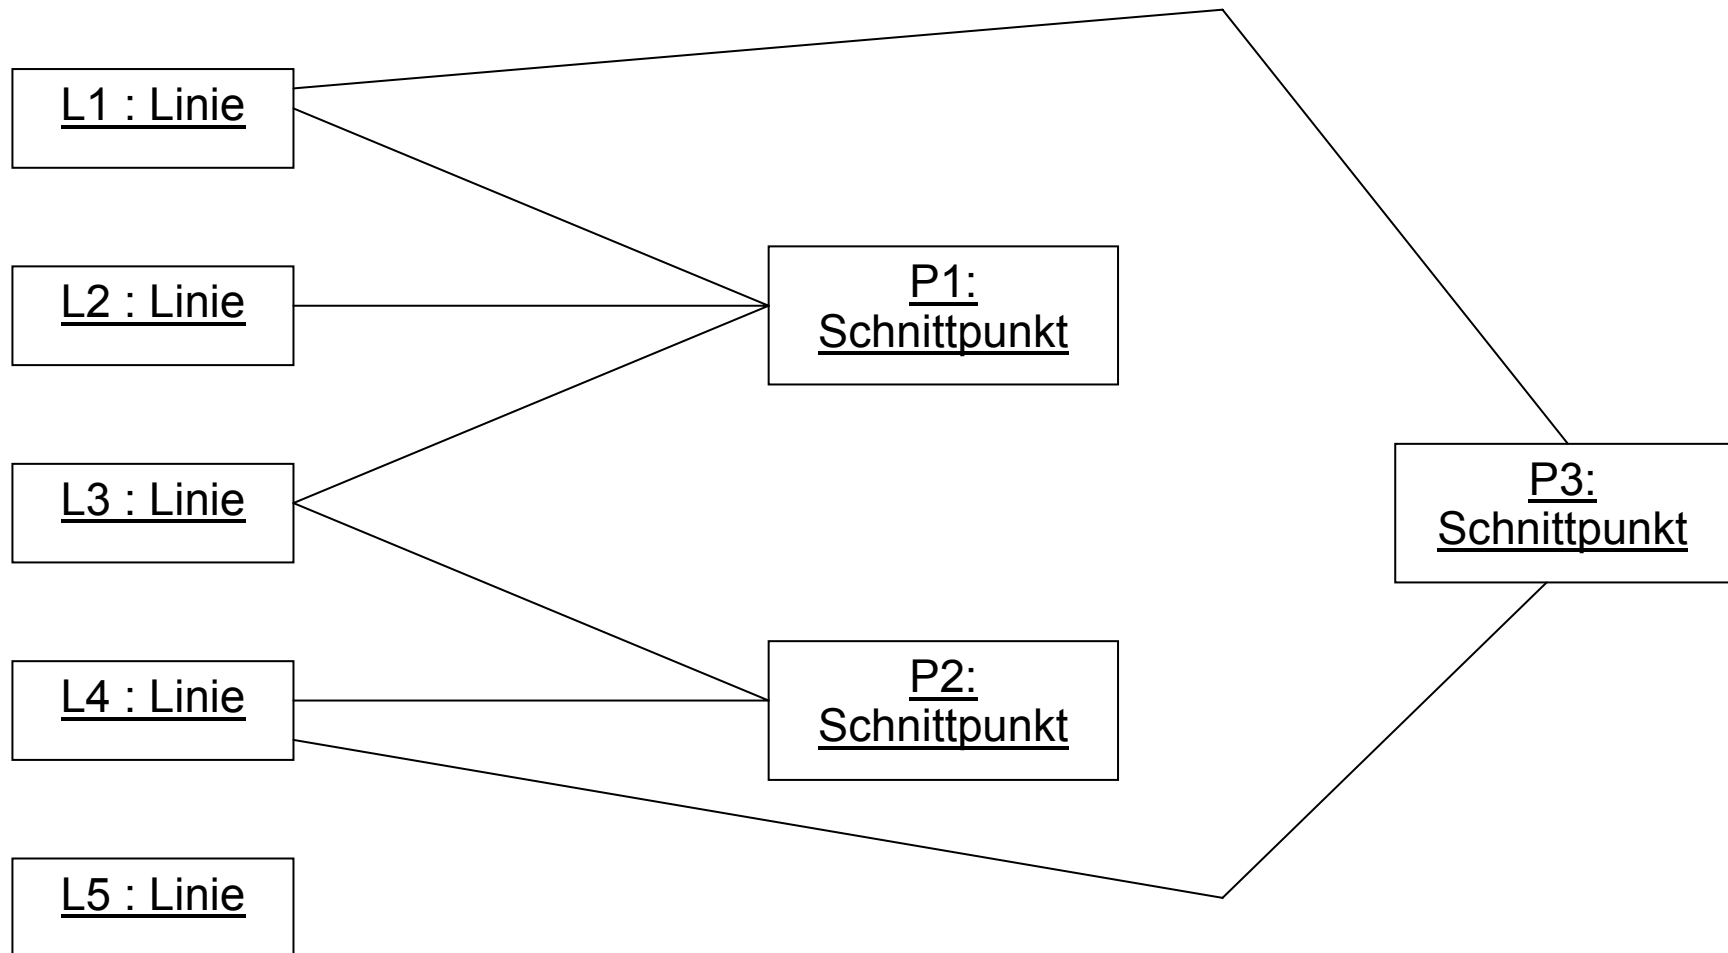 L1 : Linie
L2 : Linie
P1:
Schnittpunkt
L3 : Linie
P3:
Schnittpunkt
L4 : Linie
P2:
Schnittpunkt
L5 : Linie